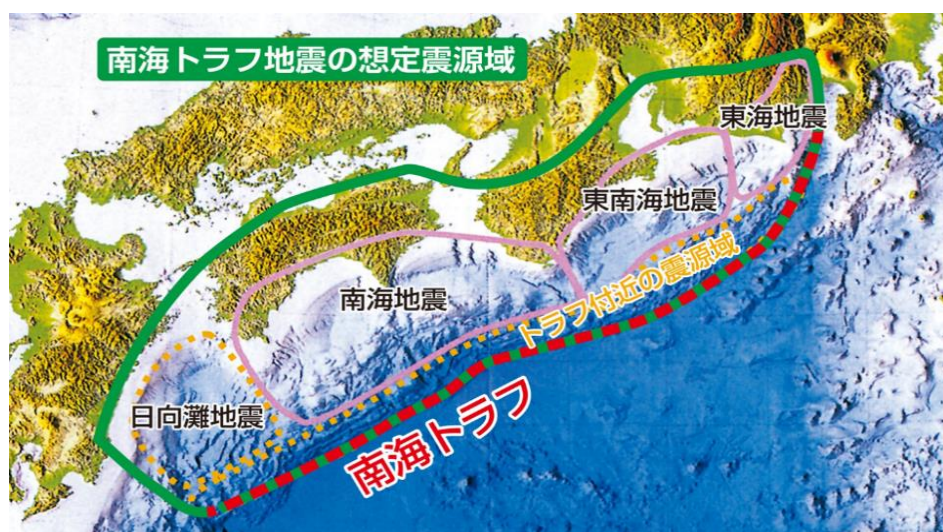 南海トラフ地震の想定震源域
東海地震
東南海地震
トラフ付近の震源域
南海地震
日向灘地震
南海トラフ